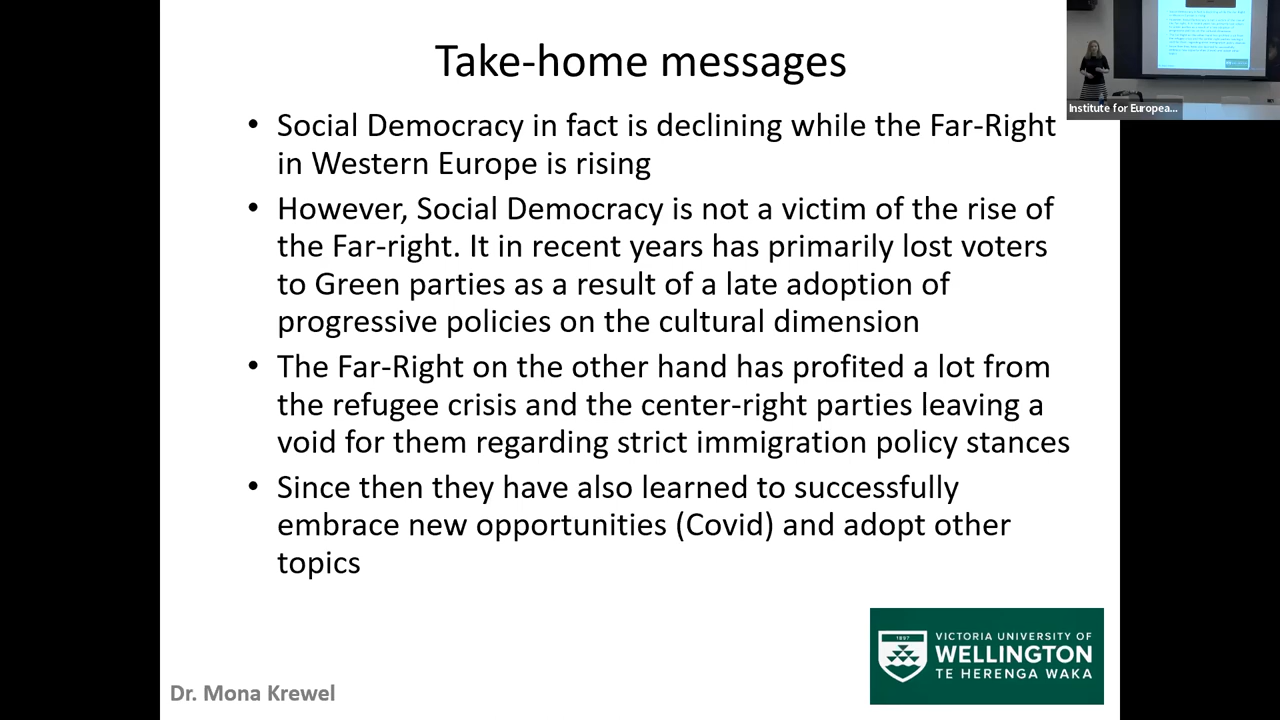 Take-home messages
Institute for Europea...
• Social Democracy in fact is declining while the Far-Right
in Western Europe is rising
• However, Social Democracy is not a victim of the rise of
the Far-right. It in recent years has primarily lost voters
to Green parties as a result of a late adoption of
progressive policies on the cultural dimension
• The Far-Right on the other hand has profited a lot from
the refugee crisis and the center-right parties leaving a
void for them regarding strict immigration policy stances
• Since then they have also learned to successfully
embrace new opportunities (Covid) and adopt other
topics
1897
VICTORIA UNIVERSITY OF
WELLINGTON
TE HERENGA WAKA
Dr. Mona Krewel